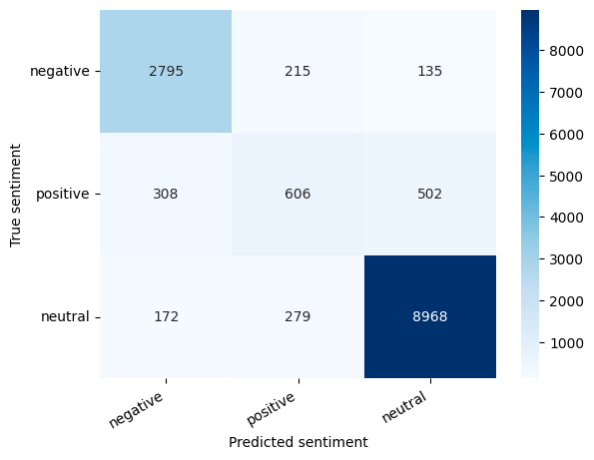 negative 2795 215 135
positive 308 606 502
neutral 172 279 8968
True sentiment
negative positive neutral
Predicted sentiment
8000
7000
6000
5000
4000
3000
2000
1000